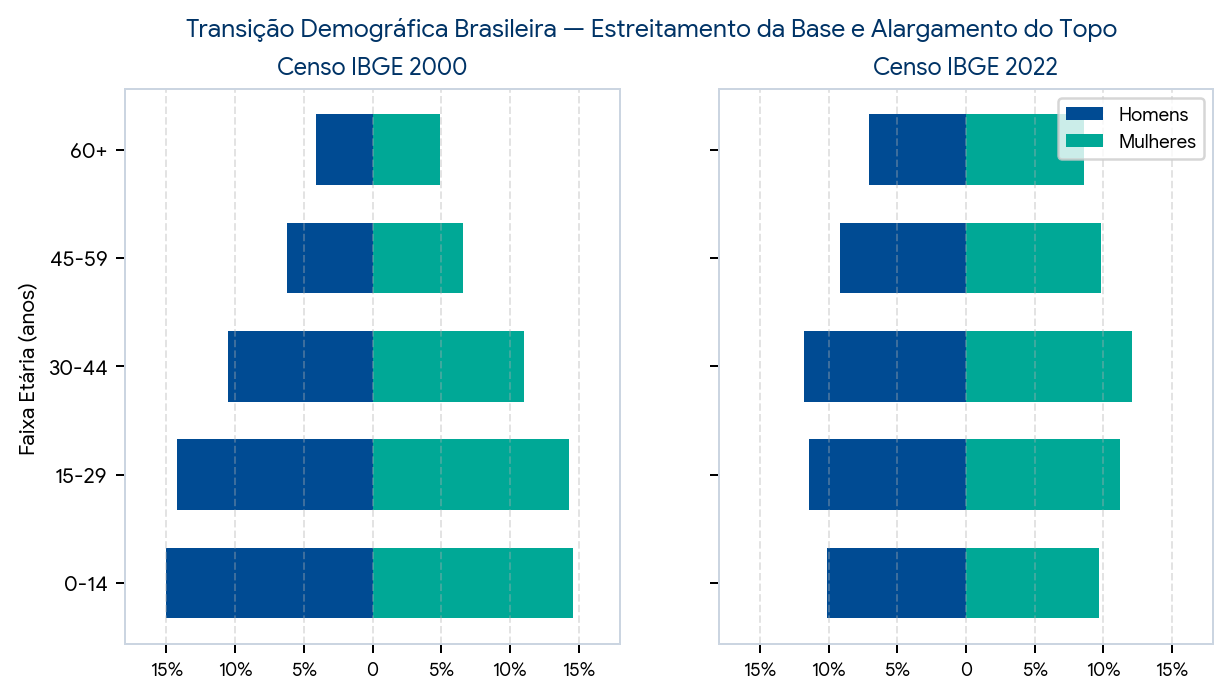 Transição Demográfica Brasileira — Estreitamento da Base e Alargamento do Topo
Censo IBGE 2000
Censo IBGE 2022
Homens
Mulheres
Faixa Etária (anos)
60+
45-59
30-44
15-29
0-14
15% 10% 5% 0 5% 10% 15%
15% 10% 5% 0 5% 10% 15%